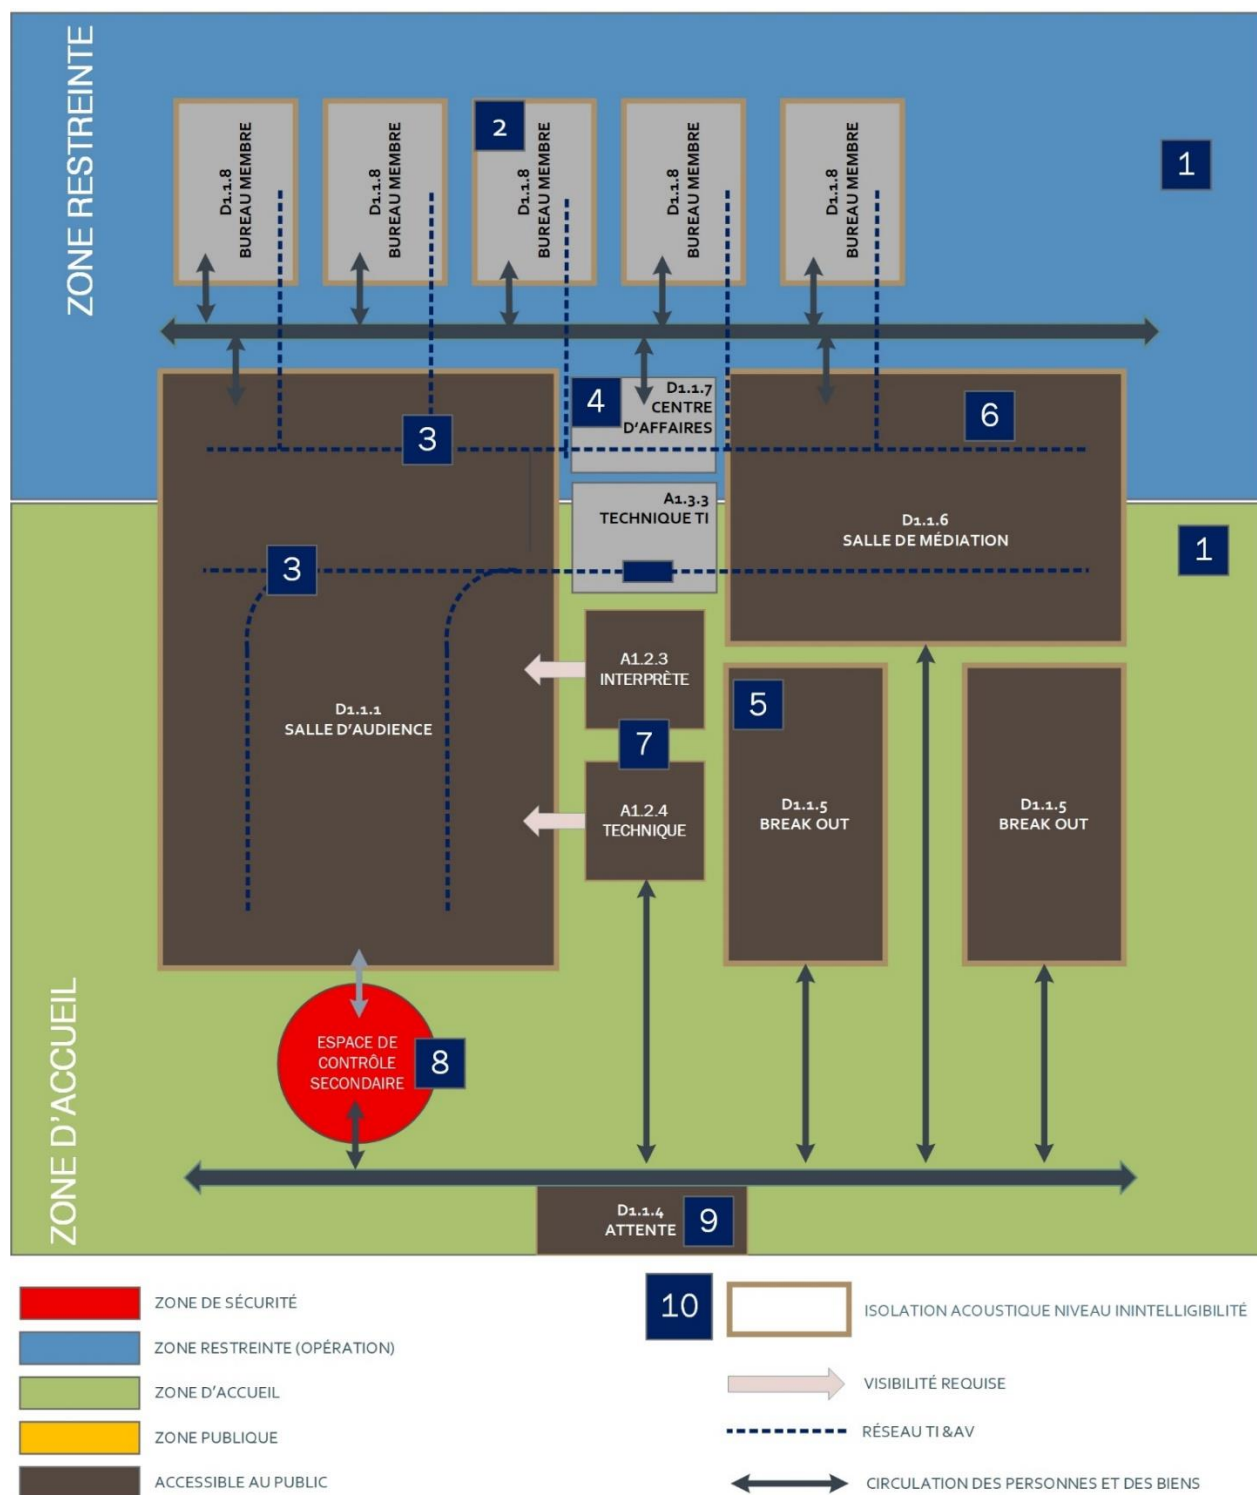 ZONE RESTREINTE
1
2
D1.1.8
BUREAU MEMBRE
D1.1.8
BUREAU MEMBRE
D1.1.8
BUREAU MEMBRE
D1.1.8
BUREAU MEMBRE
D1.1.8
BUREAU MEMBRE
3
4
D1.1.7
CENTRE
D'AFFAIRES
6
A1.3.3
TECHNIQUE TI
D1.1.6
SALLE DE MÉDIATION
1
3
ZONE D'ACCUEIL
D1.1.1
SALLE D'AUDIENCE
A1.2.3
INTERPRÈTE
7
A1.2.4
TECHNIQUE
5
D1.1.5
BREAK OUT
D1.1.5
BREAK OUT
ESPACE DE
CONTRÔLE
SECONDAIRE
8
D1.1.4
ATTENTE
9
ZONE DE SÉCURITÉ
ZONE RESTREINTE (OPÉRATION)
ZONE D'ACCUEIL
ZONE PUBLIQUE
ACCESSIBLE AU PUBLIC
10
ISOLATION ACOUSTIQUE NIVEAU ININTELLIGIBILITÉ
VISIBILITÉ REQUISE
RÉSEAU TI &AV
CIRCULATION DES PERSONNES ET DES BIENS